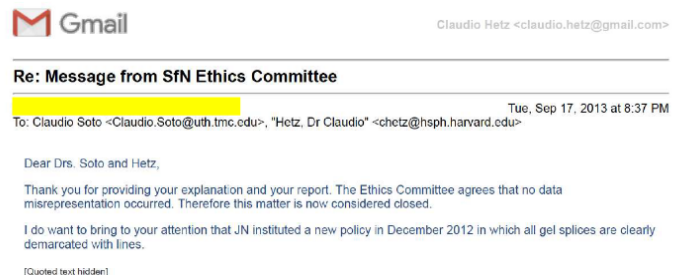 Gmail
Claudio Hetz <claudio.hetz@gmail.com>
Re: Message from SfN Ethics Committee
Tue, Sep 17, 2013 at 8:37 PM
To: Claudio Soto <Claudio.Soto@uth.tmc.edu>, "Hetz, Dr Claudio" <chetz@hsph.harvard.edu>
Dear Drs. Soto and Hetz,
Thank you for providing your explanation and your report. The Ethics Committee agrees that no data
misrepresentation occurred. Therefore this matter is now considered closed.
I do want to bring to your attention that JN instituted a new policy in December 2012 in which all gel splices are clearly
demarcated with lines.
[Quoted text hidden]